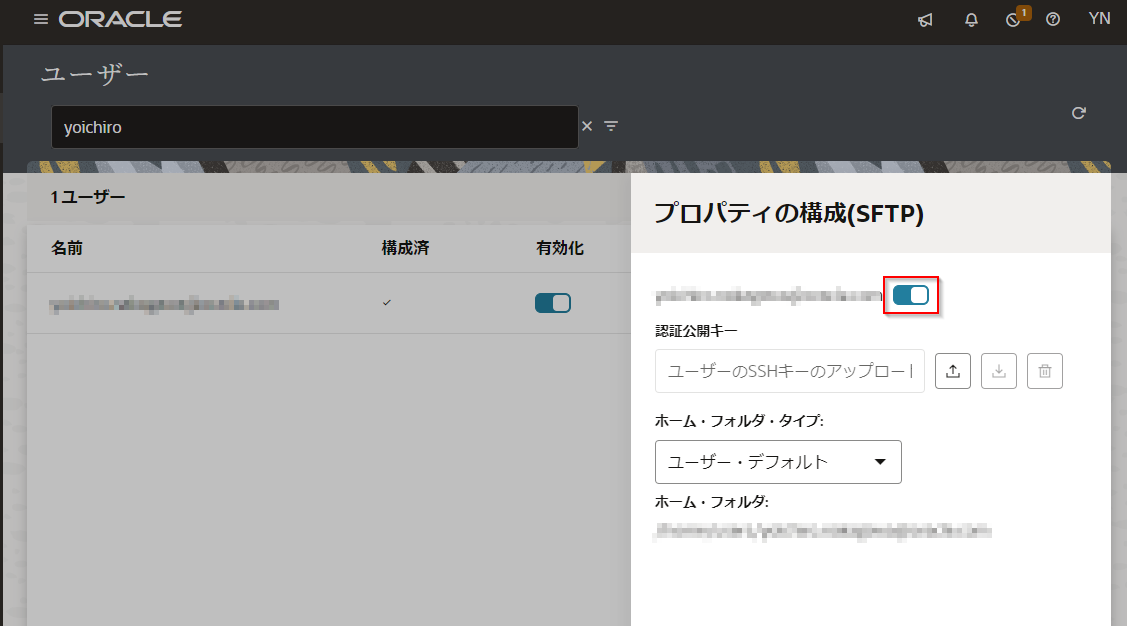 ORACLE
1
YN
ユーザー
yoichiro
1ユーザー
名前 構成済 有効化
プロパティの構成(SFTP)
認証公開キー
ユーザーのSSHキーのアップロー
ホーム・フォルダ・タイプ:
ユーザー・デフォルト
ホーム・フォルダ: